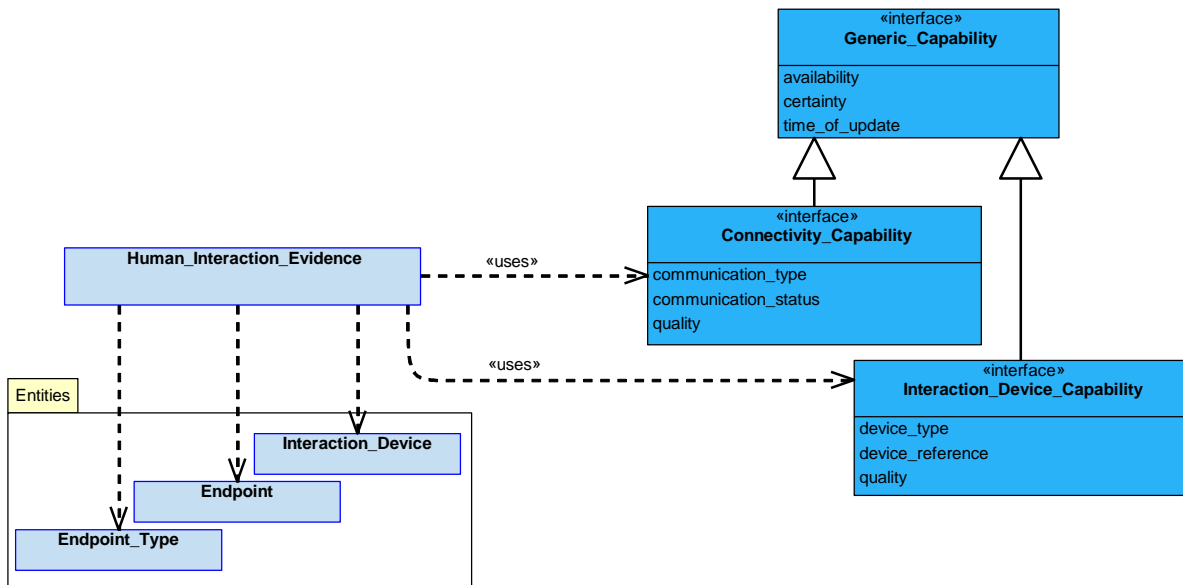 «interface»
Generic_Capability
availability
certainty
time_of_update
«interface»
Connectivity_Capability
communication_type
communication_status
quality
Human_Interaction_Evidence
«uses»
«uses»
«interface»
Interaction_Device_Capability
device_type
device_reference
quality
Entities
Interaction_Device
Endpoint
Endpoint_Type